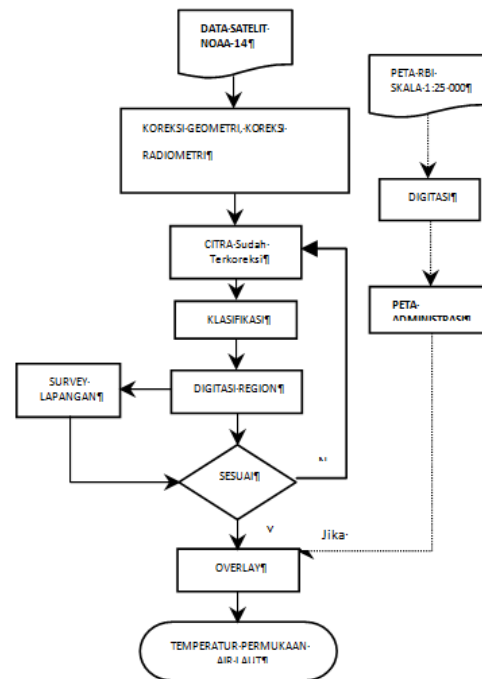 DATA·SATELIT·
NOAA·14¶
PETA·RBI·
SKALA·1:25·000¶
KOREKSI·GEOMETRI,·KOREKSI·
RADIOMETRI¶
DIGITASI¶
CITRA·Sudah·
Terkoreksi¶
PETA·
ADMINISTRASI¶
KLASIFIKASI¶
SURVEY·
LAPANGAN¶
DIGITASI·REGION¶
SESUAI¶
Jika·
OVERLAY¶
TEMPERATUR·PERMUKAAN·
AIR·LAUT¶